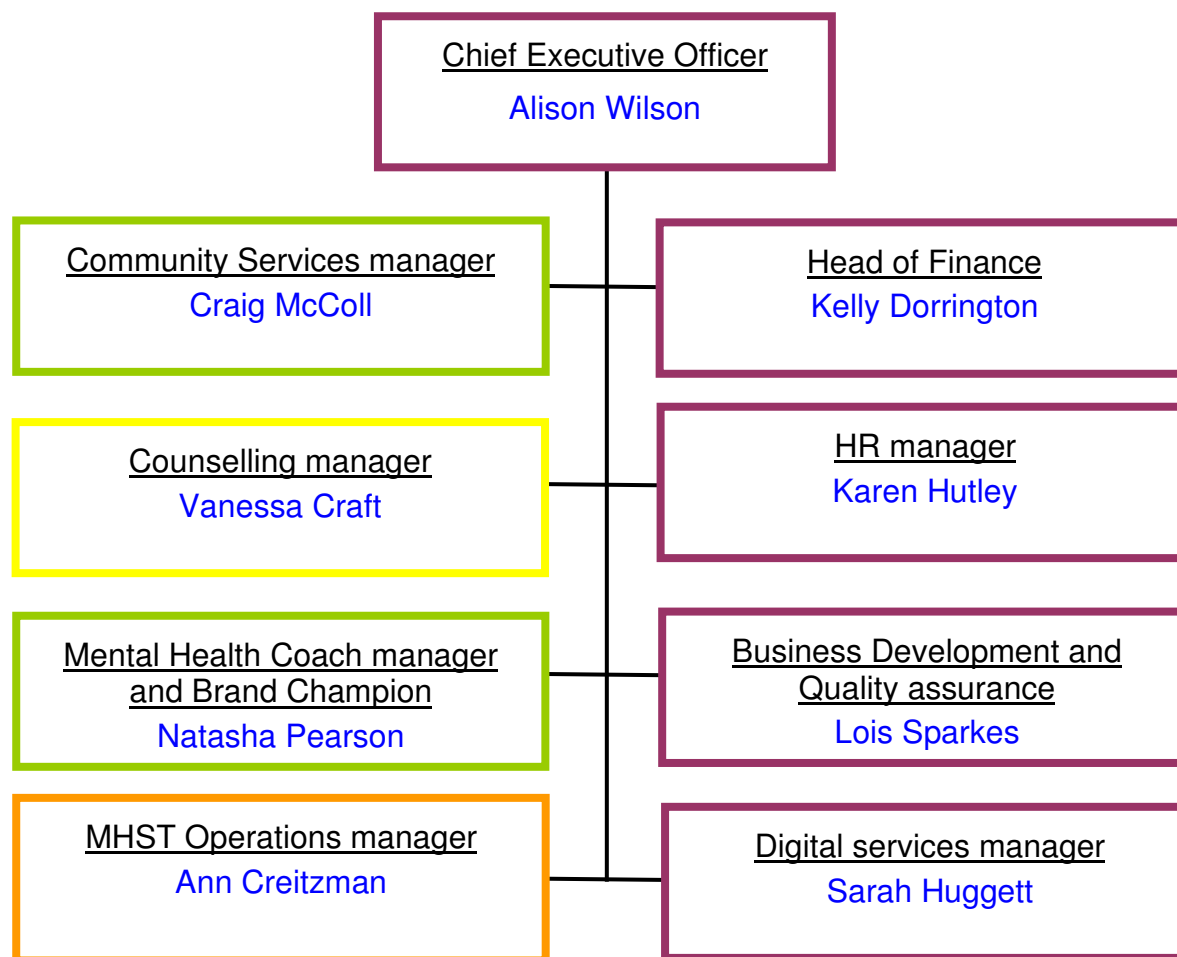 Chief Executive Officer
Alison Wilson
Community Services manager
Craig McColl
Head of Finance
Kelly Dorrington
Counselling manager
Vanessa Craft
HR manager
Karen Hutley
Mental Health Coach manager
and Brand Champion
Natasha Pearson
Business Development and
Quality assurance
Lois Sparkes
MHST Operations manager
Ann Creitzman
Digital services manager
Sarah Huggett